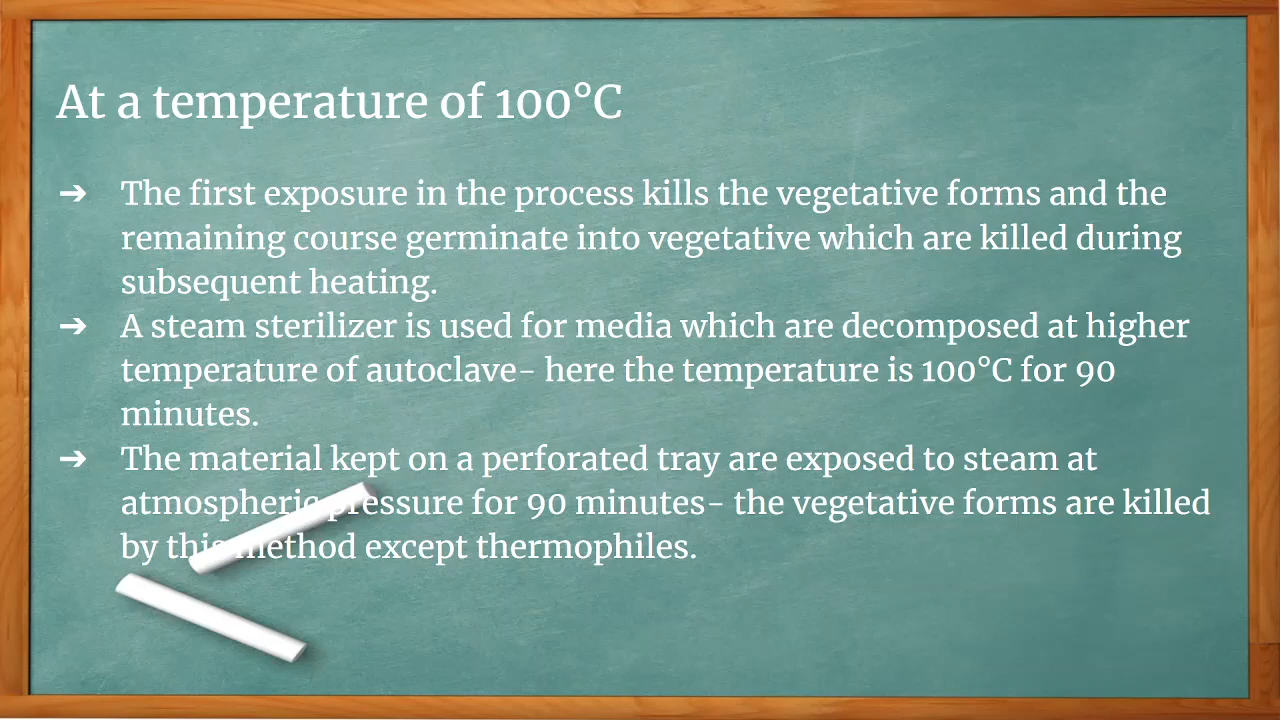 At a temperature of 100°C
➔ The first exposure in the process kills the vegetative forms and the
remaining course germinate into vegetative which are killed during
subsequent heating.
➔ A steam sterilizer is used for media which are decomposed at higher
temperature of autoclave- here the temperature is 100°C for 90
minutes.
➔ The material kept on a perforated tray are exposed to steam at
atmospheric pressure for 90 minutes- the vegetative forms are killed
by this method except thermophiles.